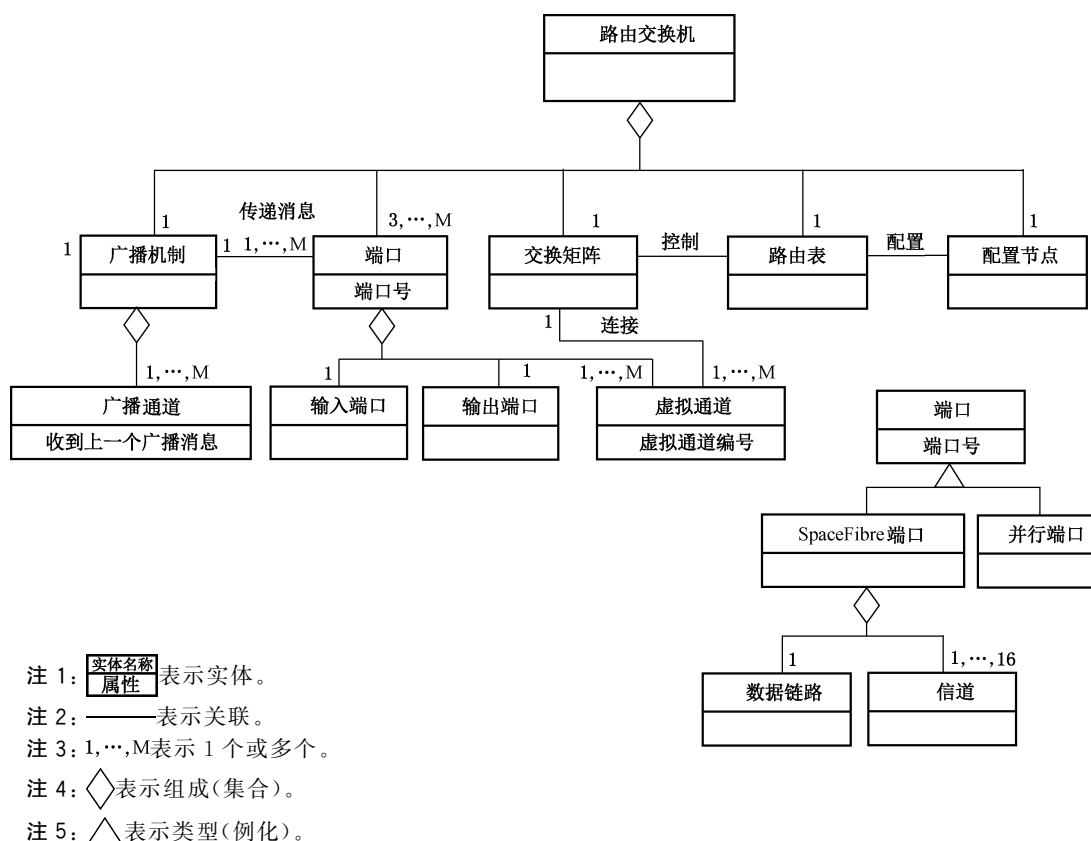 路由交换机
1
传递消息
3,…,M
1
1
1
1
广播机制
1
1,…,M
端口
端口号
交换矩阵
控制
路由表
配置
配置节点
1
连接
1,…,M
1
1
1,…,M
1,…,M
广播通道
收到上一个广播消息
输入端口
输出端口
虚拟通道
虚拟通道编号
端口
端口号
SpaceFibre端口
并行端口
1
1,…,16
数据链路
信道
注1:实体名称 属性 表示实体。
注2:表示关联。
注3:1,…,M表示1个或多个。
注4:表示组成(集合)。
注5:表示类型(例化)。